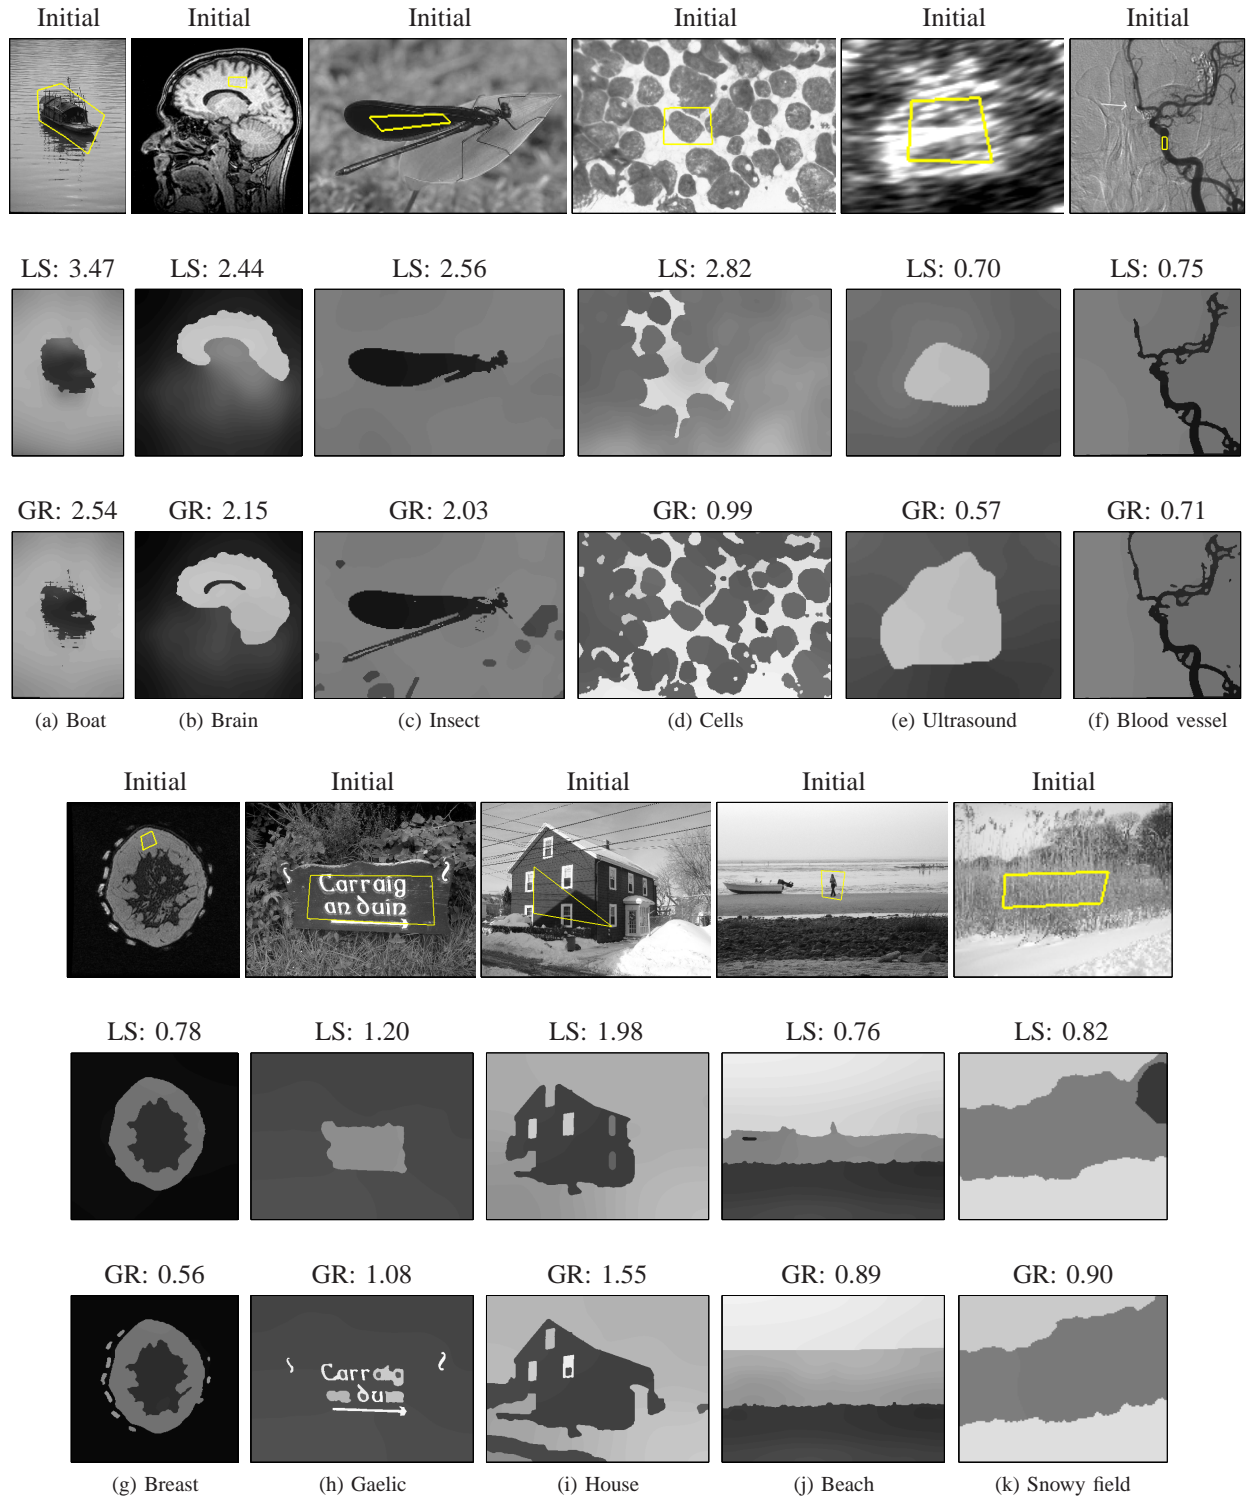 Initial Initial Initial Initial Initial Initial
LS: 3.47 LS: 2.44 LS: 2.56 LS: 2.82 LS: 0.70 LS: 0.75
GR: 2.54 GR: 2.15 GR: 2.03 GR: 0.99 GR: 0.57 GR: 0.71
(a) Boat (b) Brain (c) Insect (d) Cells (e) Ultrasound (f) Blood vessel
Initial Initial Initial Initial Initial
Carraig
an duin
LS: 0.78 LS: 1.20 LS: 1.98 LS: 0.76 LS: 0.82
GR: 0.56 GR: 1.08 GR: 1.55 GR: 0.89 GR: 0.90
Carraig
an duin
(g) Breast (h) Gaelic (i) House (j) Beach (k) Snowy field